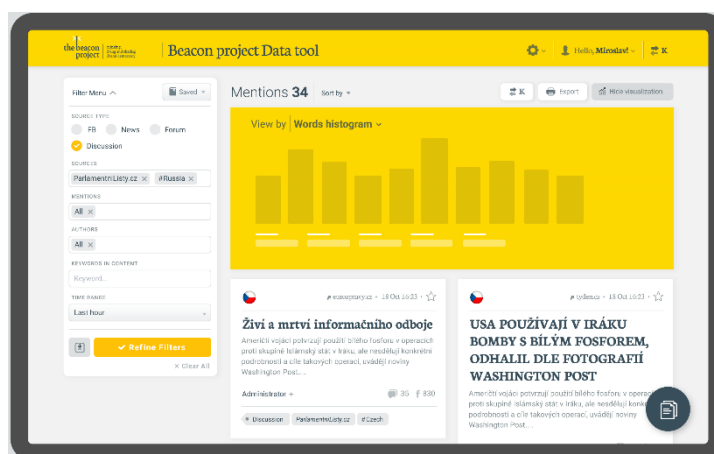 the beacon
project
Beacon project Data tool
Hello, Miroslav!
K
Filter Menu
Saved
SOURCE TYPE
FB
News
Forum
Discussion
SOURCES
ParlamentniListy.cz ×
#Russia ×
MENTIONS
All ×
AUTHORS
All ×
KEYWORDS IN CONTENT
Keyword...
TIME RANGE
Last hour
Refine Filters
× Clear All
Mentions 34
Sort by
K
Export
Hide visualization
View by
Words histogram
18 Oct 16:23
Živí a mrtví informačního odboje
Američtí vojáci potvrzují použití bílého fosforu v operacích
proti skupině Islámský stát v Iráku, ale nesdělují konkrétní
podrobnosti a cíle takových operací, uvádějí noviny
Washington Post....
Administrator +
35
830
Discussion
ParlamentniListy.cz
#Czech
tyden.cz • 18 Oct 16:23
USA POUŽÍVAJÍ V IRÁKU
BOMBY S BÍLÝM FOSFOREM,
ODHALIL DLE FOTOGRAFIÍ
WASHINGTON POST
Američtí vojáci potvrzují použití bílého fosforu v
proti skupině Islámský stát v Iráku, ale nesdělují
podrobnosti a cíle takových operací, uvádějí
Washington Post....